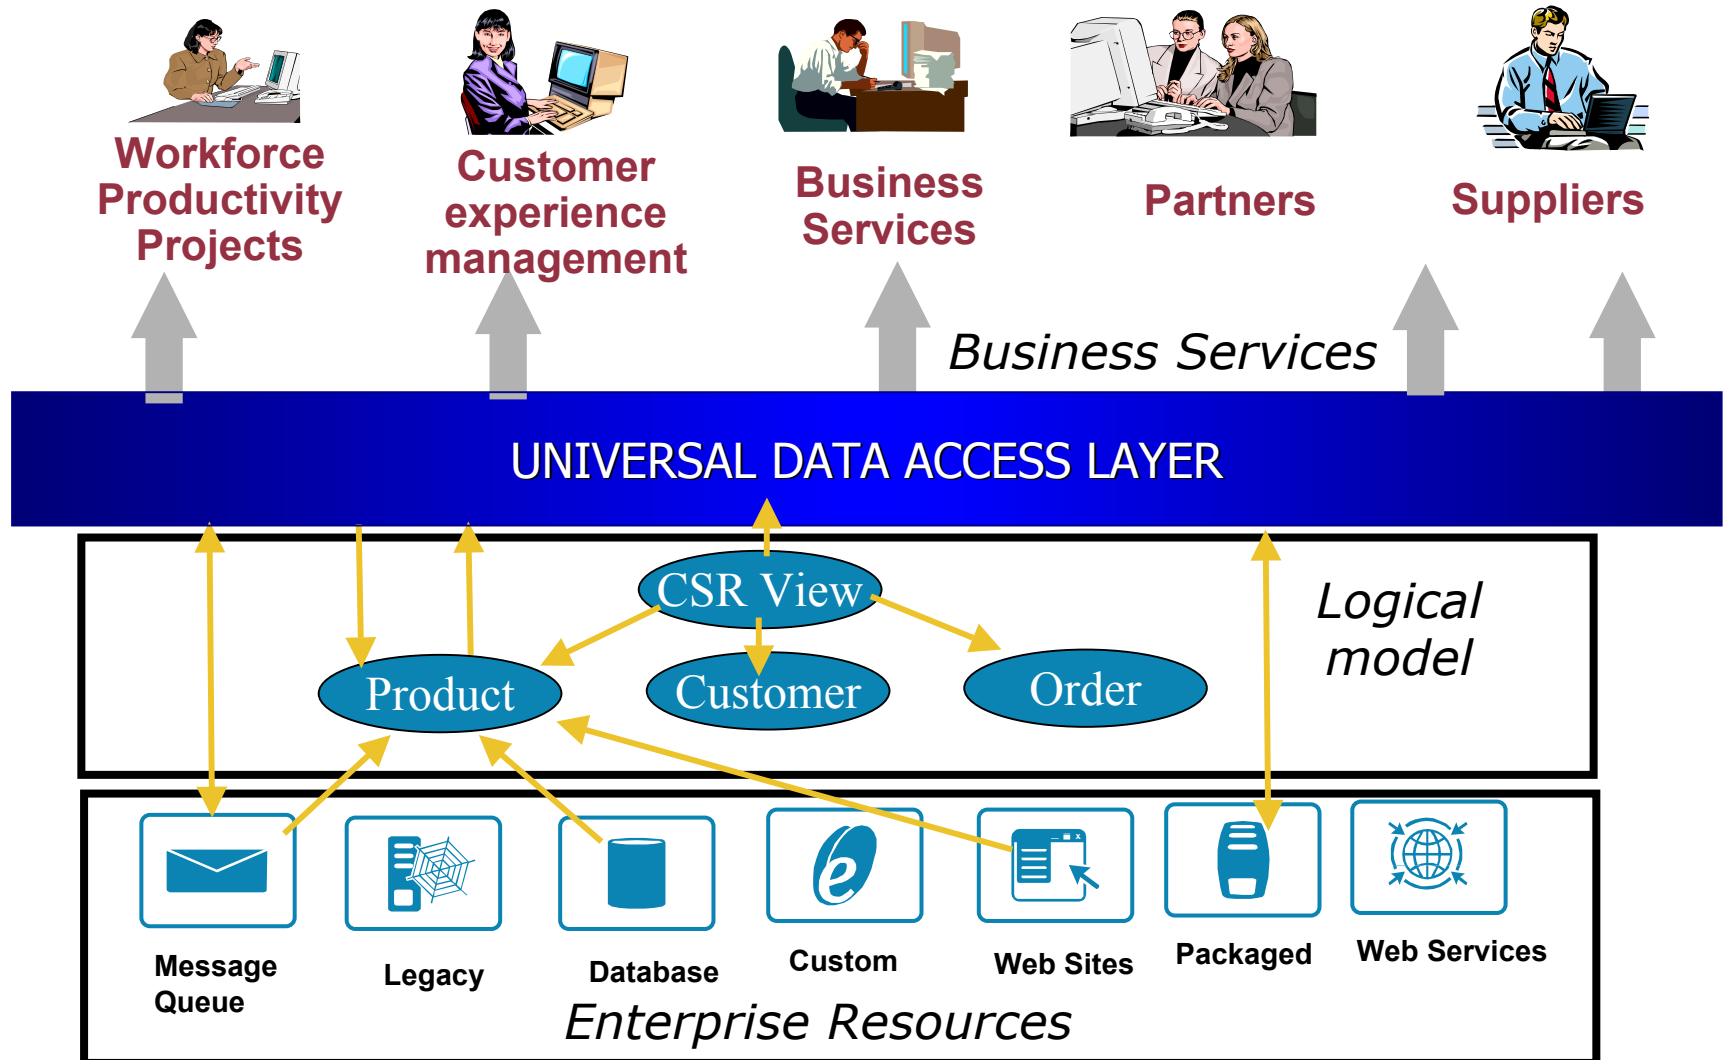 Workforce
Productivity
Projects
Customer
experience
management
Business
Services
Partners
Suppliers
Business Services
UNIVERSAL DATA ACCESS LAYER
CSR View
Logical
model
Product
Customer
Order
e
Message
Queue
Legacy
Database
Custom
Web Sites
Packaged
Web Services
Enterprise Resources